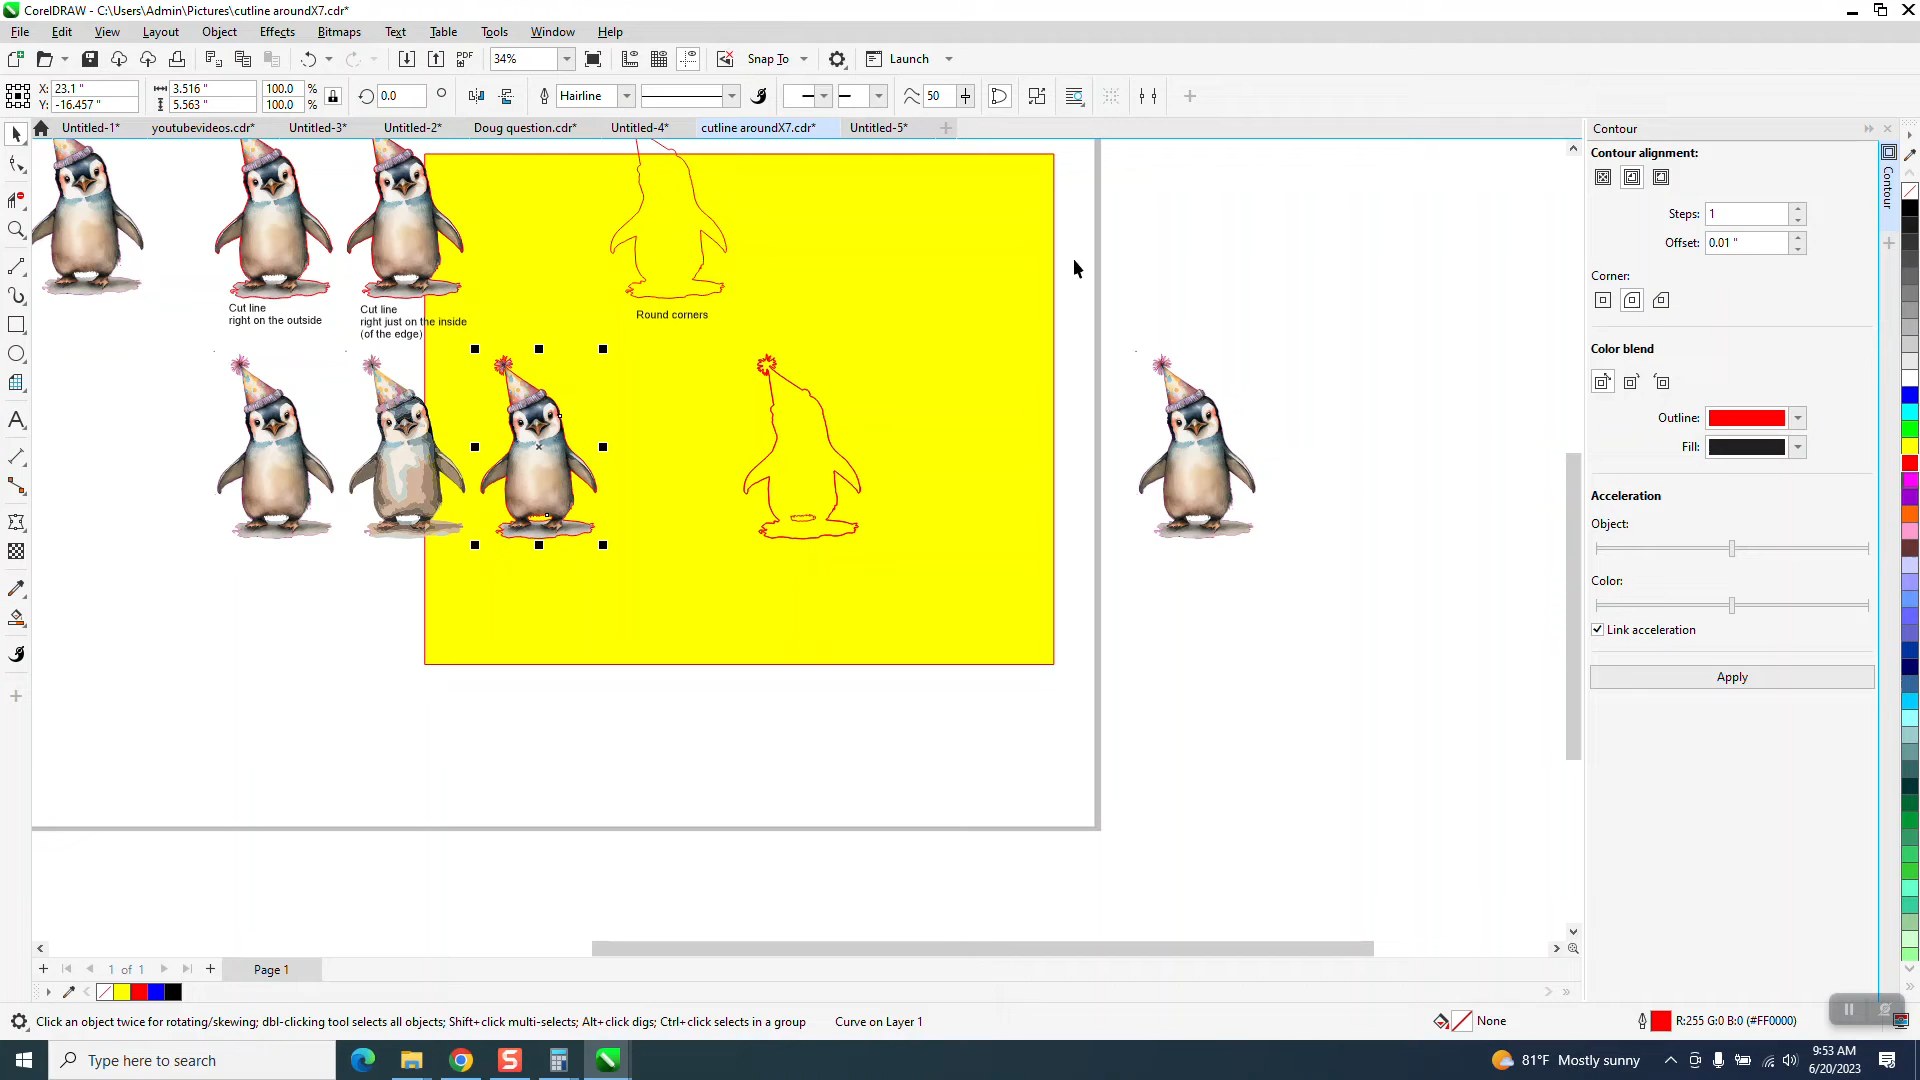 CorelDRAW - C:\Users\Admin\Pictures\cutline aroundX7.cdr*
File Edit View Layout Object Effects Bitmaps Text Table Tools Window Help
PDF 34% Snap To Launch
X: 23.1 " 3.516 " 100.0 % 0.0 Hairline 50
Y: -16.457 " 5.563 " 100.0 %
Untitled-1* youtubevideos.cdr* Untitled-3* Untitled-2* Doug question.cdr* Untitled-4* cutline aroundX7.cdr* Untitled-5*
Contour
Contour alignment:
Steps: 1
Offset: 0.01 "
Corner:
Color blend
Outline:
Fill:
Acceleration
Object:
Color:
Link acceleration
Apply
Contour
Cut line
right on the outside
Cut line
right just on the inside
(of the edge)
Round corners
1 of 1 Page 1
Click an object twice for rotating/skewing; dbl-clicking tool selects all objects; Shift+click multi-selects; Alt+click digs; Ctrl+click selects in a group Curve on Layer 1 None R:255 G:0 B:0 (#FF0000)
Type here to search S 81°F Mostly sunny 9:53 AM
6/20/2023